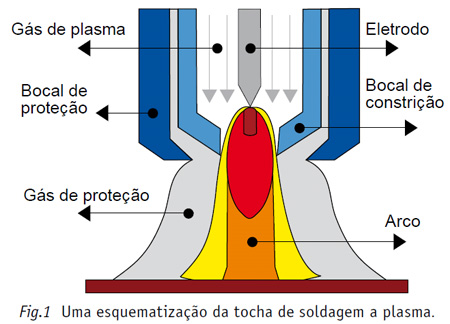 Gás de plasma
Eletrodo
Bocal de
proteção
Bocal de
constrição
Gás de proteção
Arco
Fig.1 Uma esquematização da tocha de soldagem a plasma.